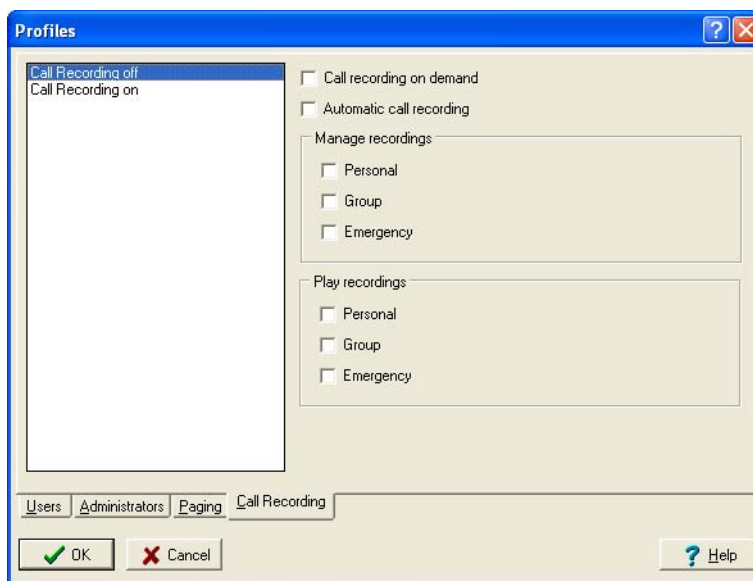 Profiles
Call Recording off
Call Recording on
Call recording on demand
Automatic call recording
Manage recordings
Personal
Group
Emergency
Play recordings
Personal
Group
Emergency
Users
Administrators
Paging
Call Recording
OK
Cancel
Help